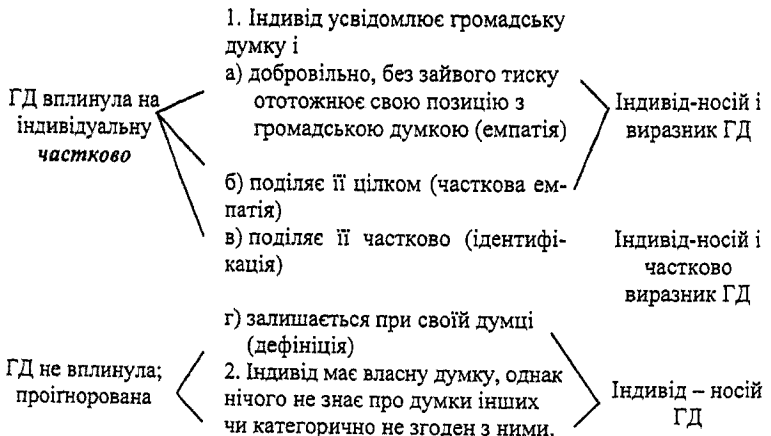 ГД вплинула на
індивідуальну
частково
1. Індивід усвідомлює громадську
думку і
а) добровільно, без зайвого тиску
ототожнює свою позицію з
громадською думкою (емпатія)
б) поділяє її цілком (часткова ем-
патія)
в) поділяє її частково (ідентифі-
кація)
Індивід-носій і
виразник ГД
Індивід-носій і
частково
виразник ГД
ГД не вплинула;
проігнорована
г) залишається при своїй думці
(дефініція)
2. Індивід має власну думку, однак
нічого не знає про думки інших
чи категорично не згоден з ними.
Індивід – носій
ГД